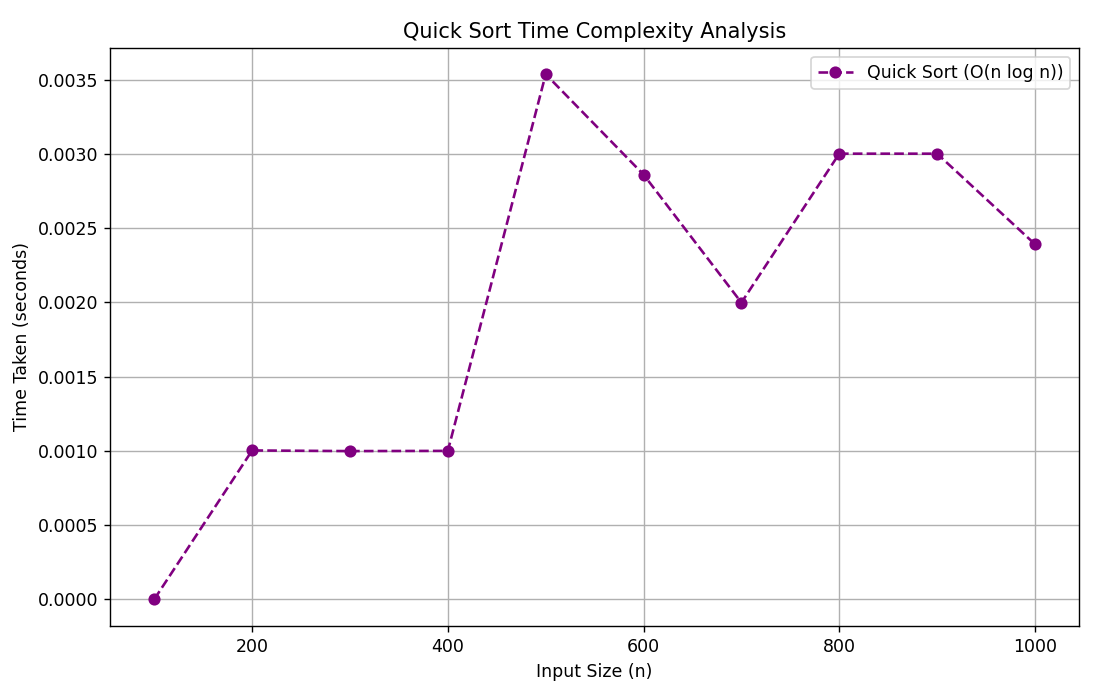 Quick Sort Time Complexity Analysis
Quick Sort (O(n log n))
Time Taken (seconds)
0.0035
0.0030
0.0025
0.0020
0.0015
0.0010
0.0005
0.0000
200 400 600 800 1000
Input Size (n)